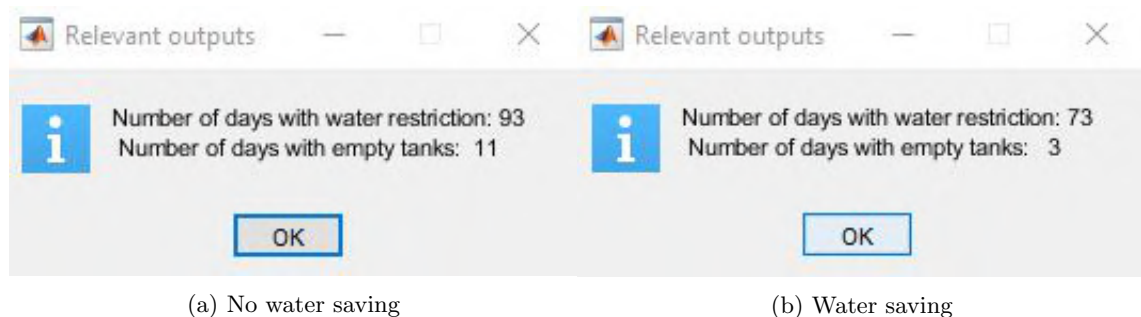 Relevant outputs
Number of days with water restriction: 93
Number of days with empty tanks: 11
OK
(a) No water saving
Relevant outputs
Number of days with water restriction: 73
Number of days with empty tanks: 3
OK
(b) Water saving